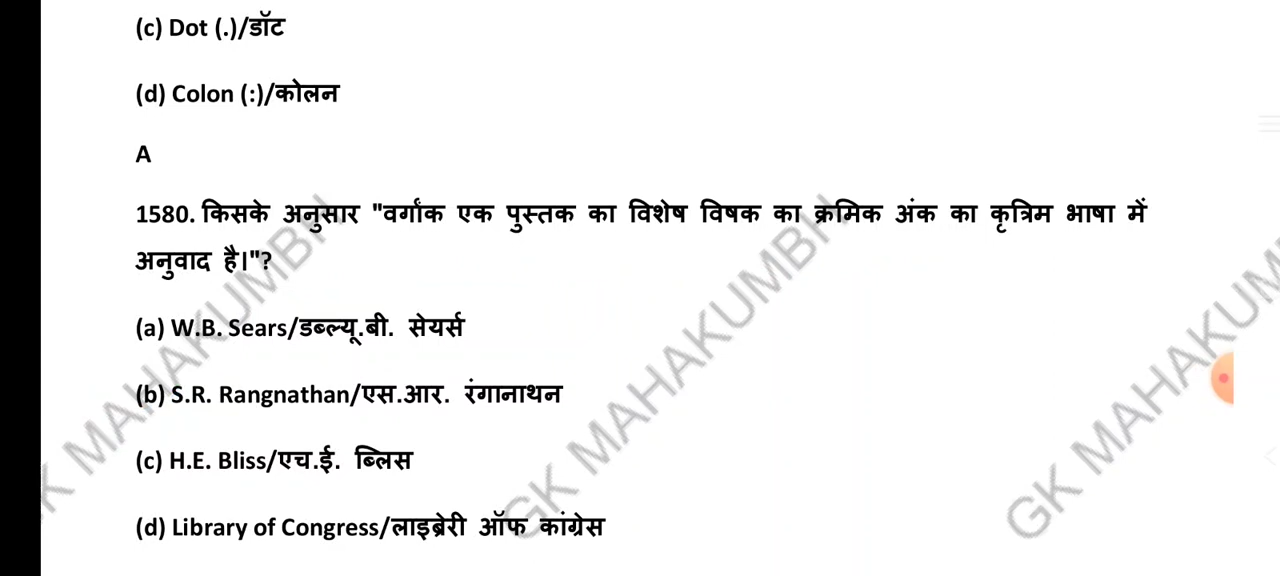 (c) Dot (.)/डॉट
(d) Colon (:)/कोलन
A
1580. किसके अनुसार "वर्गांक एक पुस्तक का विशेष विषक का क्रमिक अंक का कृत्रिम भाषा में
अनुवाद है।"?
(a) W.B. Sears/डब्ल्यू.बी. सेयर्स
(b) S.R. Rangnathan/एस.आर. रंगानाथन
(c) H.E. Bliss/एच.ई. ब्लिस
(d) Library of Congress/लाइब्रेरी ऑफ कांग्रेस
GK MAHAKUMBH
GK MAHAKUMBH
GK MAHAKUM